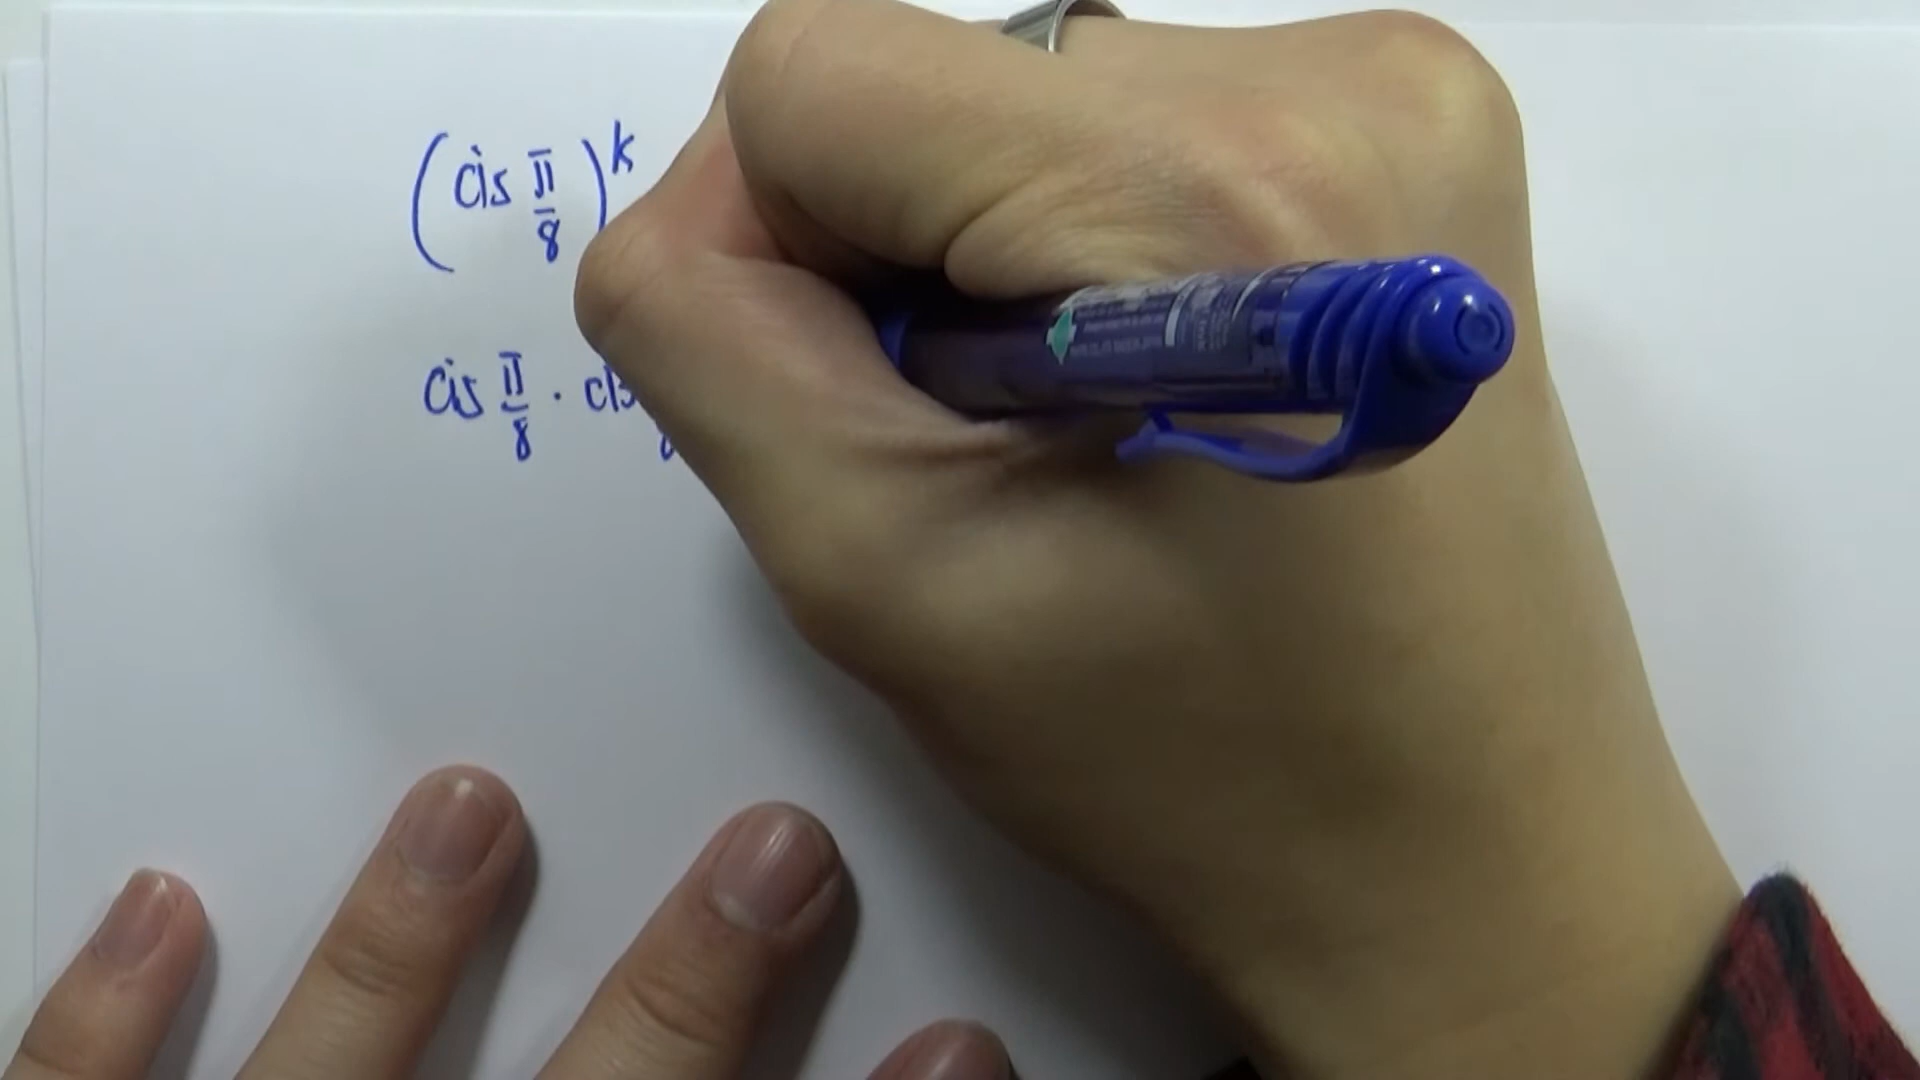 (cis π/8)^k
cis π/8 · cis